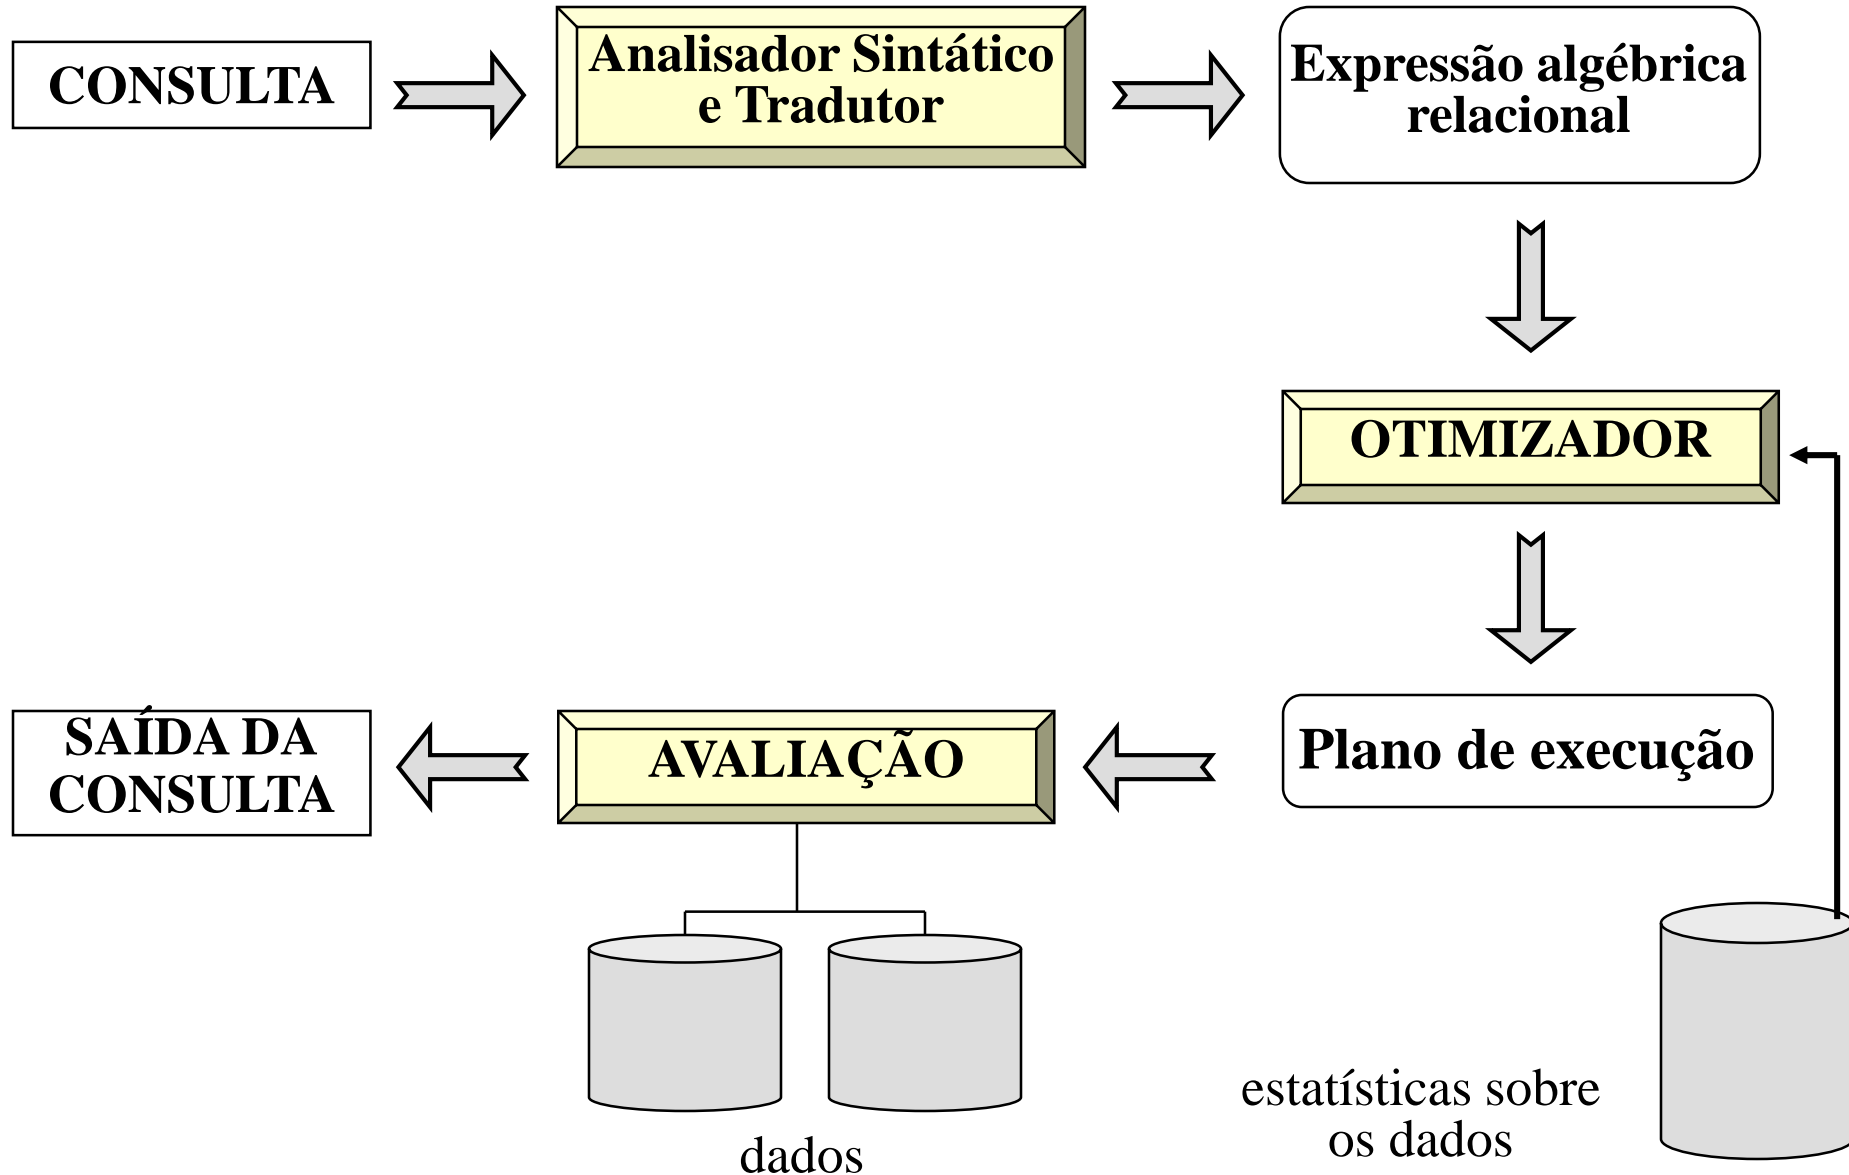 CONSULTA
Analisador Sintático
e Tradutor
Expressão algébrica
relacional
OTIMIZADOR
SAÍDA DA
CONSULTA
AVALIAÇÃO
Plano de execução
dados
estatísticas sobre
os dados